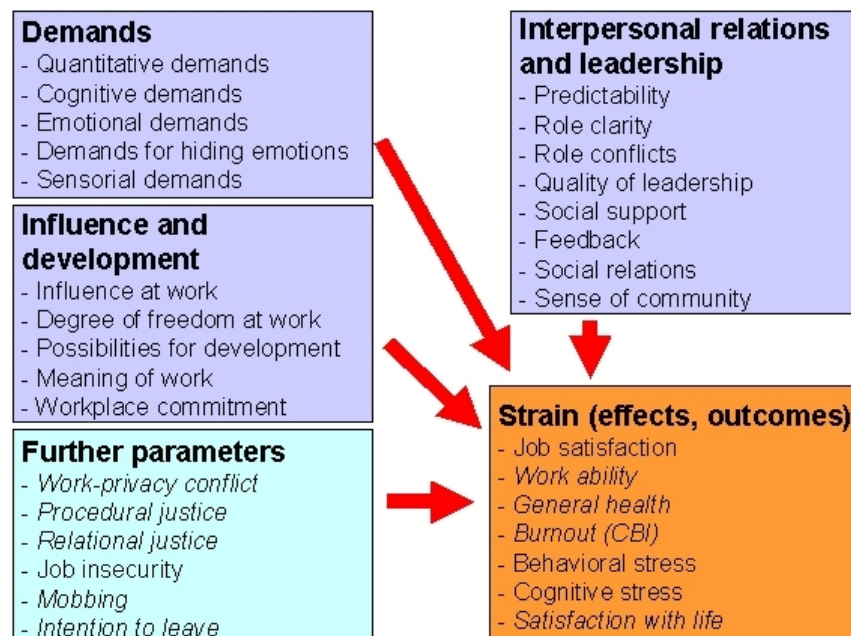 Demands
- Quantitative demands
- Cognitive demands
- Emotional demands
- Demands for hiding emotions
- Sensorial demands
Influence and
development
- Influence at work
- Degree of freedom at work
- Possibilities for development
- Meaning of work
- Workplace commitment
Further parameters
- Work-privacy conflict
- Procedural justice
- Relational justice
- Job insecurity
- Mobbing
- Intention to leave
Interpersonal relations
and leadership
- Predictability
- Role clarity
- Role conflicts
- Quality of leadership
- Social support
- Feedback
- Social relations
- Sense of community
Strain (effects, outcomes)
- Job satisfaction
- Work ability
- General health
- Burnout (CBI)
- Behavioral stress
- Cognitive stress
- Satisfaction with life